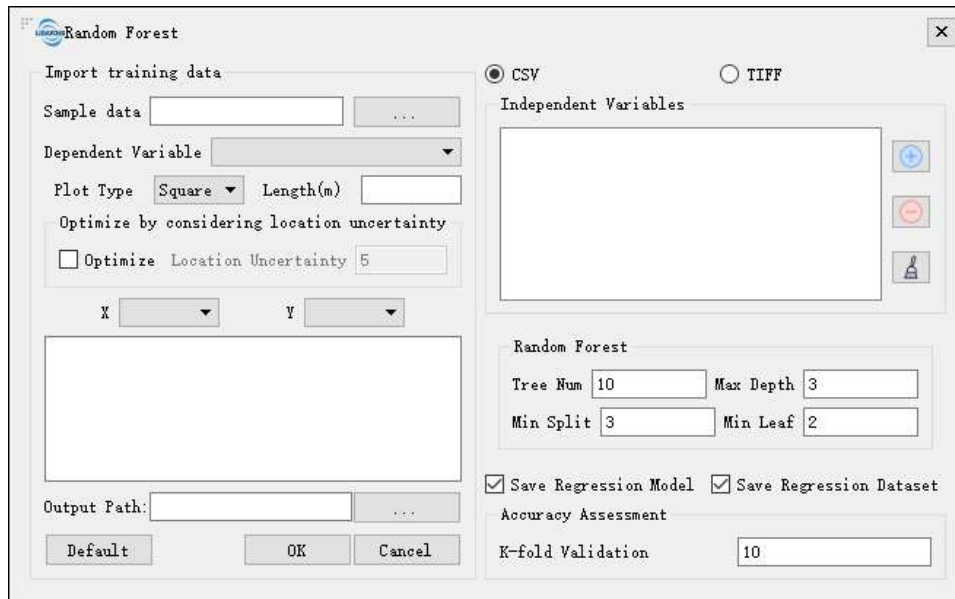 Random Forest
Import training data
Sample data
...
Dependent Variable
Plot Type Square Length(m)
Optimize by considering location uncertainty
Optimize Location Uncertainty 5
X Y
Output Path:
...
Default OK Cancel
CSV TIFF
Independent Variables
Random Forest
Tree Num 10 Max Depth 3
Min Split 3 Min Leaf 2
Save Regression Model Save Regression Dataset
Accuracy Assessment
K-fold Validation 10